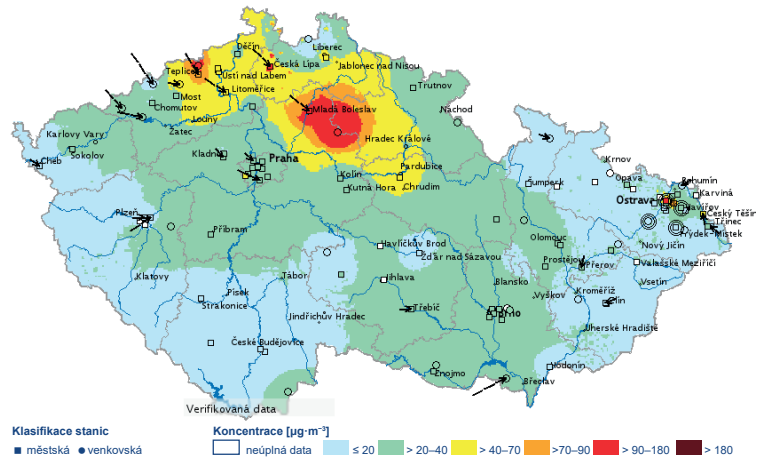 Děčín
Liberec
Česká Lípa
Jablonec nad Nisou
Teplice
Ústí nad Labem
Trutnov
Most
Litoměřice
Chomutov
Mladá Boleslav
Náchod
Louny
Žatec
Karlovy Vary
Hradec Králové
Sokolov
Kladno
Praha
Krnov
Cheb
Pardubice
Kolín
Šumperk
Opava
Bohumín
Kutná Hora
Chrudim
Karviná
Ostrava
Havířov
Plzeň
Český Těšín
Třinec
Příbram
Olomouc
Frýdek-Místek
Havlíčkův Brod
Nový Jičín
Žďár nad Sázavou
Prostějov
Přerov
Valašské Meziříčí
Klatovy
Tábor
Jihlava
Blansko
Vsetín
Písek
Vyškov
Kroměříž
Zlín
Strakonice
Třebíč
Jindřichův Hradec
Brno
Uherské Hradiště
České Budějovice
Znojmo
Hodonín
Břeclav
Verifikovaná data
Klasifikace stanic
městská
venkovská
Koncentrace [µg·m⁻³]
neúplná data
≤ 20
> 20–40
> 40–70
>70–90
> 90–180
> 180